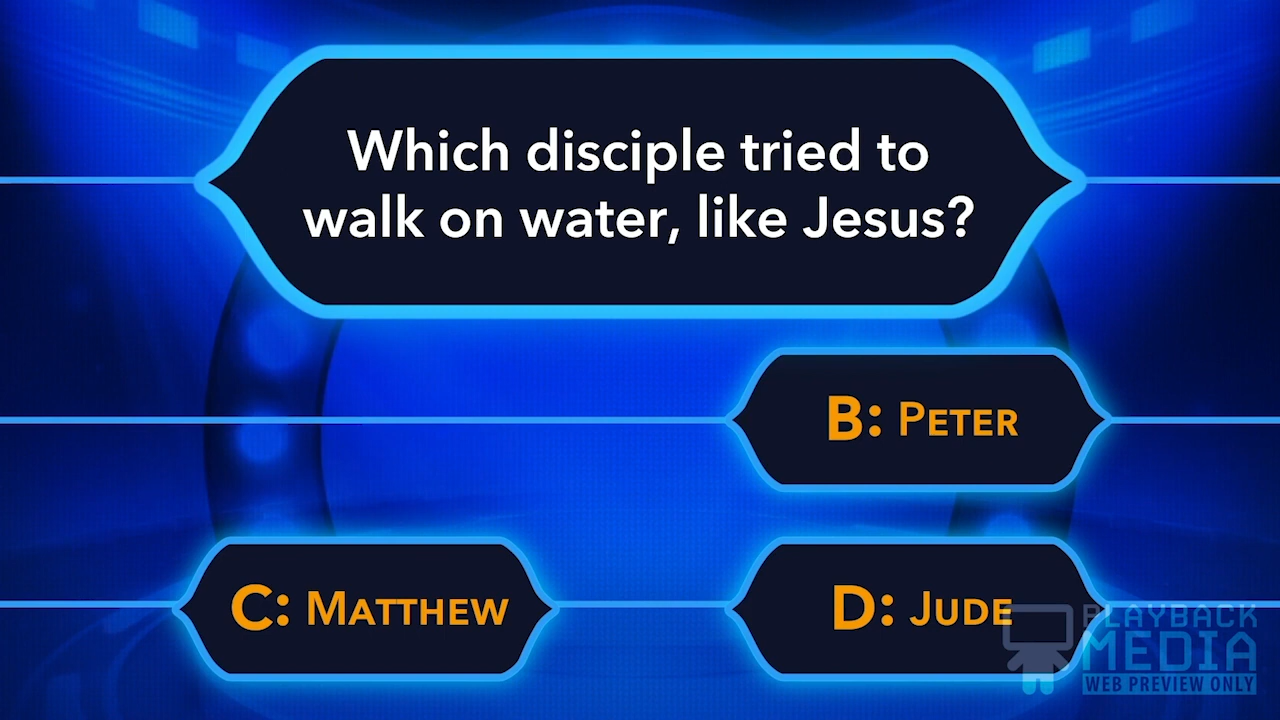 Which disciple tried to
walk on water, like Jesus?
B: Peter
C: Matthew
D: Jude
PLAYBACK
MEDIA
WEB PREVIEW ONLY